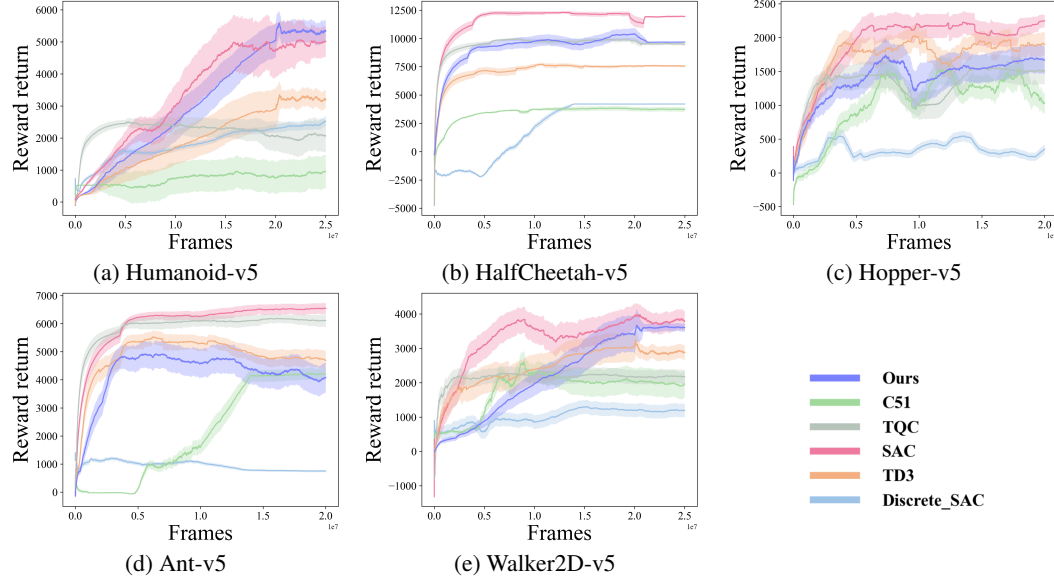 6000
5000
4000
3000
2000
1000
0
Reward return
0.0 0.5 1.0 1.5 2.0 2.5
1e7
Frames
(a) Humanoid-v5
12500
10000
7500
5000
2500
0
−2500
−5000
Reward return
0.0 0.5 1.0 1.5 2.0 2.5
1e7
Frames
(b) HalfCheetah-v5
2500
2000
1500
1000
500
0
−500
Reward return
0.0 0.5 1.0 1.5 2.0
1e7
Frames
(c) Hopper-v5
7000
6000
5000
4000
3000
2000
1000
0
Reward return
0.0 0.5 1.0 1.5 2.0
1e7
Frames
(d) Ant-v5
4000
3000
2000
1000
0
−1000
Reward return
0.0 0.5 1.0 1.5 2.0 2.5
1e7
Frames
(e) Walker2D-v5
Ours
C51
TQC
SAC
TD3
Discrete_SAC